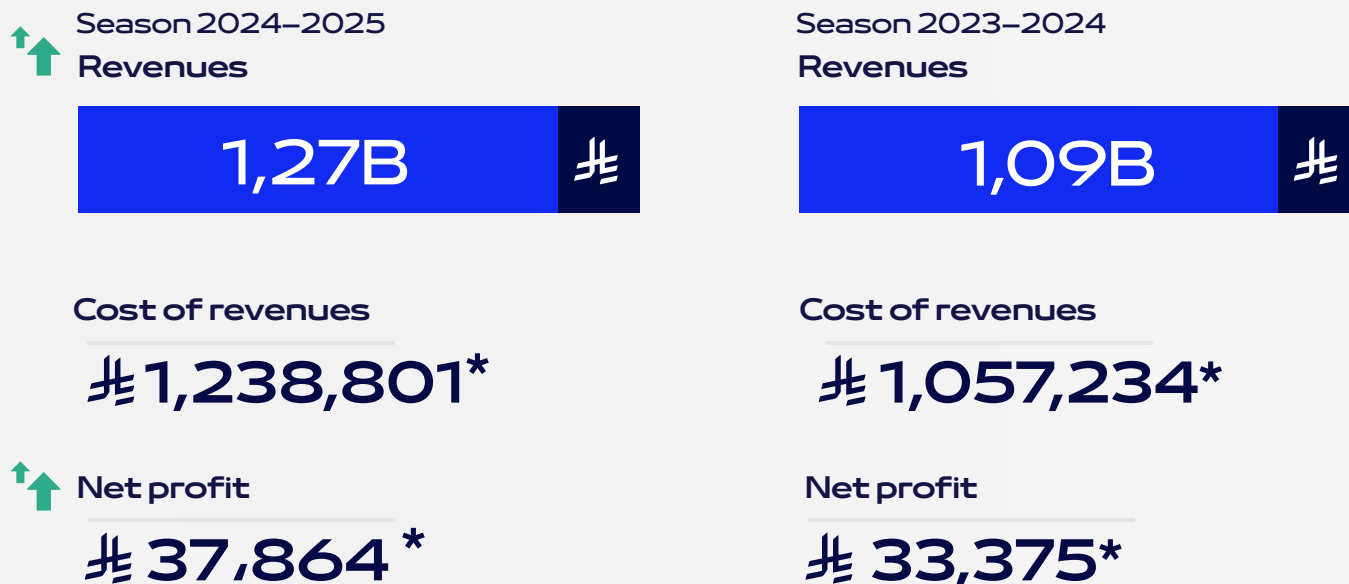 Season 2024–2025
Revenues
1,27B ⃁
Cost of revenues
⃁ 1,238,801*
Net profit
⃁ 37,864 *
Season 2023–2024
Revenues
1,09B ⃁
Cost of revenues
⃁ 1,057,234*
Net profit
⃁ 33,375*